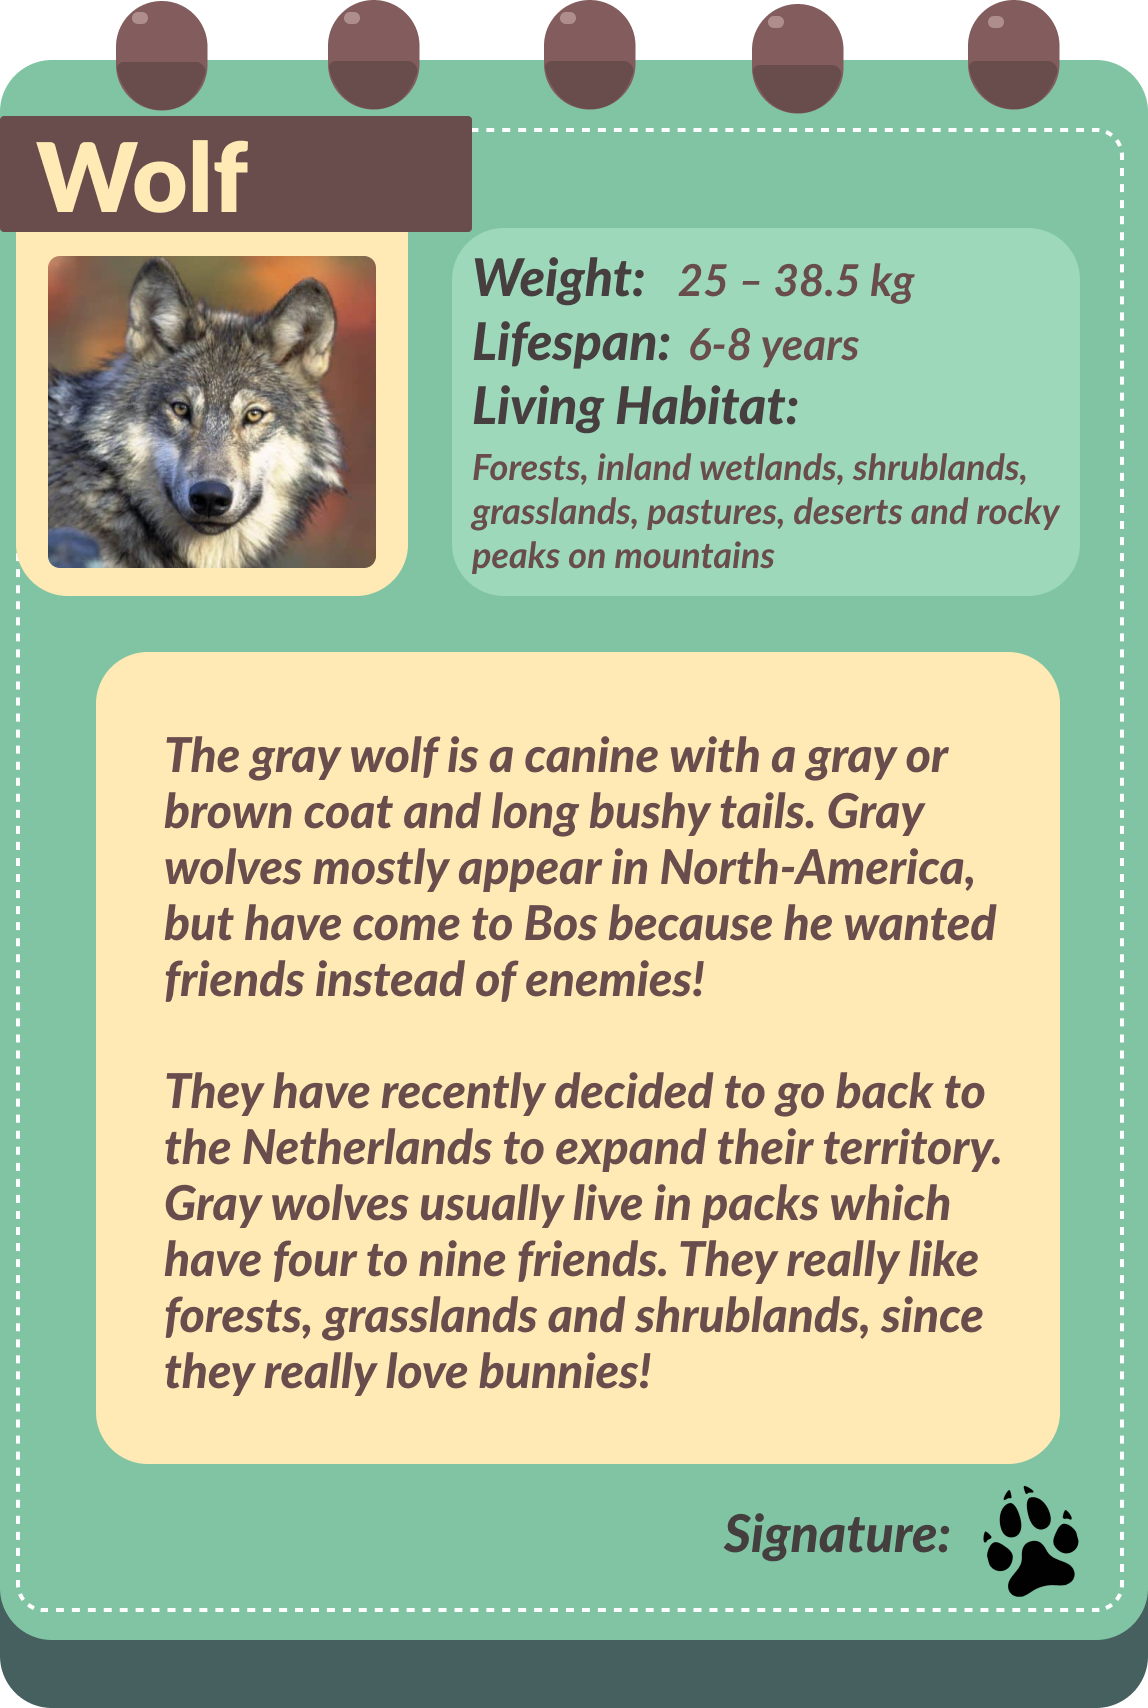 Wolf
Weight: 25 – 38.5 kg
Lifespan: 6-8 years
Living Habitat:
Forests, inland wetlands, shrublands,
grasslands, pastures, deserts and rocky
peaks on mountains
The gray wolf is a canine with a gray or
brown coat and long bushy tails. Gray
wolves mostly appear in North-America,
but have come to Bos because he wanted
friends instead of enemies!
They have recently decided to go back to
the Netherlands to expand their territory.
Gray wolves usually live in packs which
have four to nine friends. They really like
forests, grasslands and shrublands, since
they really love bunnies!
Signature: